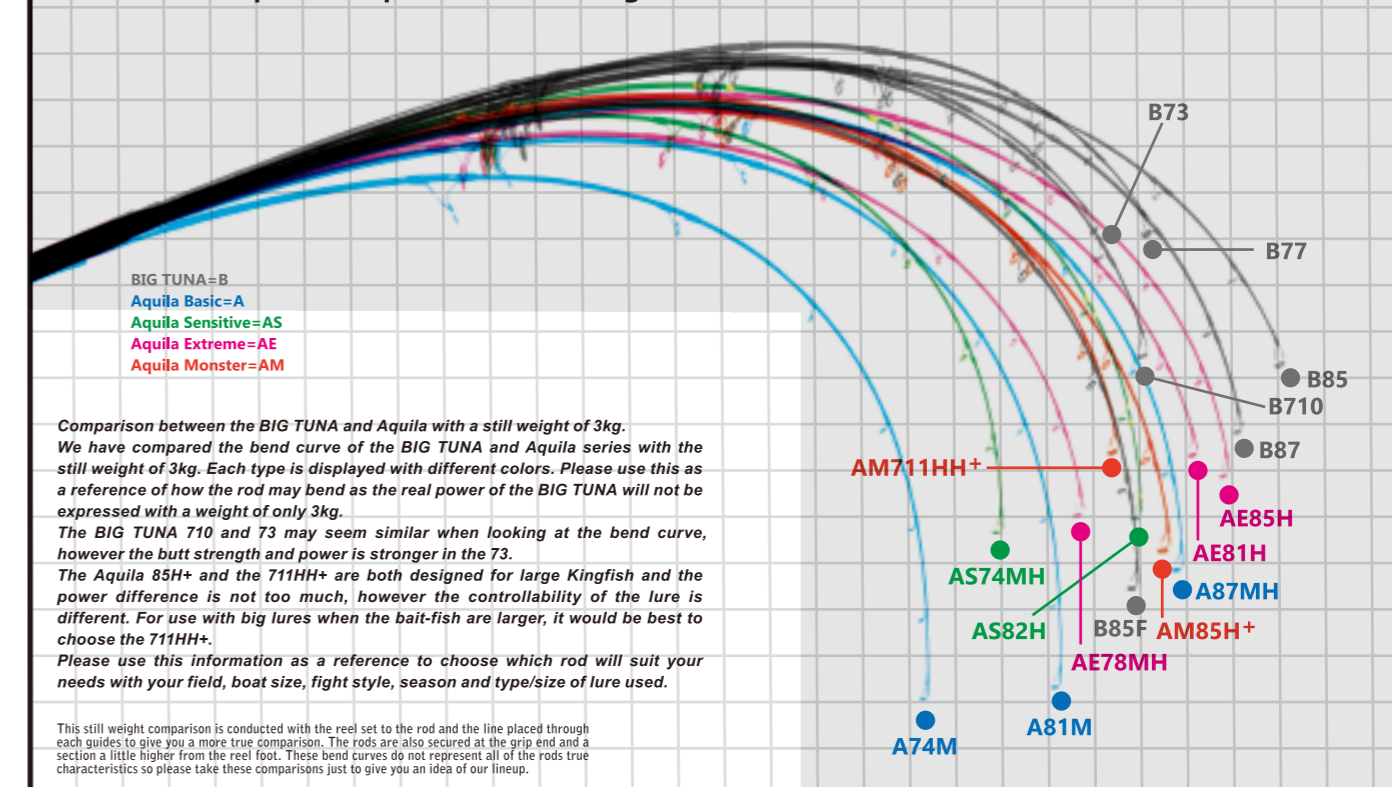 B73
B77
BIG TUNA=B
Aquila Basic=A
Aquila Sensitive=AS
Aquila Extreme=AE
Aquila Monster=AM
B85
B710
Comparison between the BIG TUNA and Aquila with a still weight of 3kg.
We have compared the bend curve of the BIG TUNA and Aquila series with the
still weight of 3kg. Each type is displayed with different colors. Please use this as
a reference of how the rod may bend as the real power of the BIG TUNA will not be
expressed with a weight of only 3kg.
The BIG TUNA 710 and 73 may seem similar when looking at the bend curve,
however the butt strength and power is stronger in the 73.
The Aquila 85H+ and the 711HH+ are both designed for large Kingfish and the
power difference is not too much, however the controllability of the lure is
different. For use with big lures when the bait-fish are larger, it would be best to
choose the 711HH+.
Please use this information as a reference to choose which rod will suit your
needs with your field, boat size, fight style, season and type/size of lure used.
B87
AM711HH+
AE85H
AE81H
AS74MH
A87MH
AS82H
B85F
AM85H+
AE78MH
A81M
A74M
This still weight comparison is conducted with the reel set to the rod and the line placed through
each guides to give you a more true comparison. The rods are also secured at the grip end and a
section a little higher from the reel foot. These bend curves do not represent all of the rods true
characteristics so please take these comparisons just to give you an idea of our lineup.